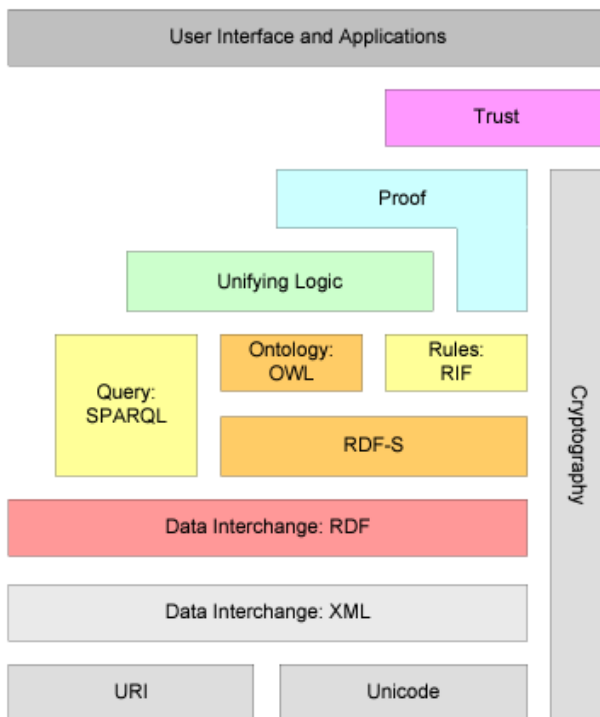 User Interface and Applications
Trust
Proof
Unifying Logic
Ontology:
OWL
Rules:
RIF
Query:
SPARQL
RDF-S
Cryptography
Data Interchange: RDF
Data Interchange: XML
URI
Unicode